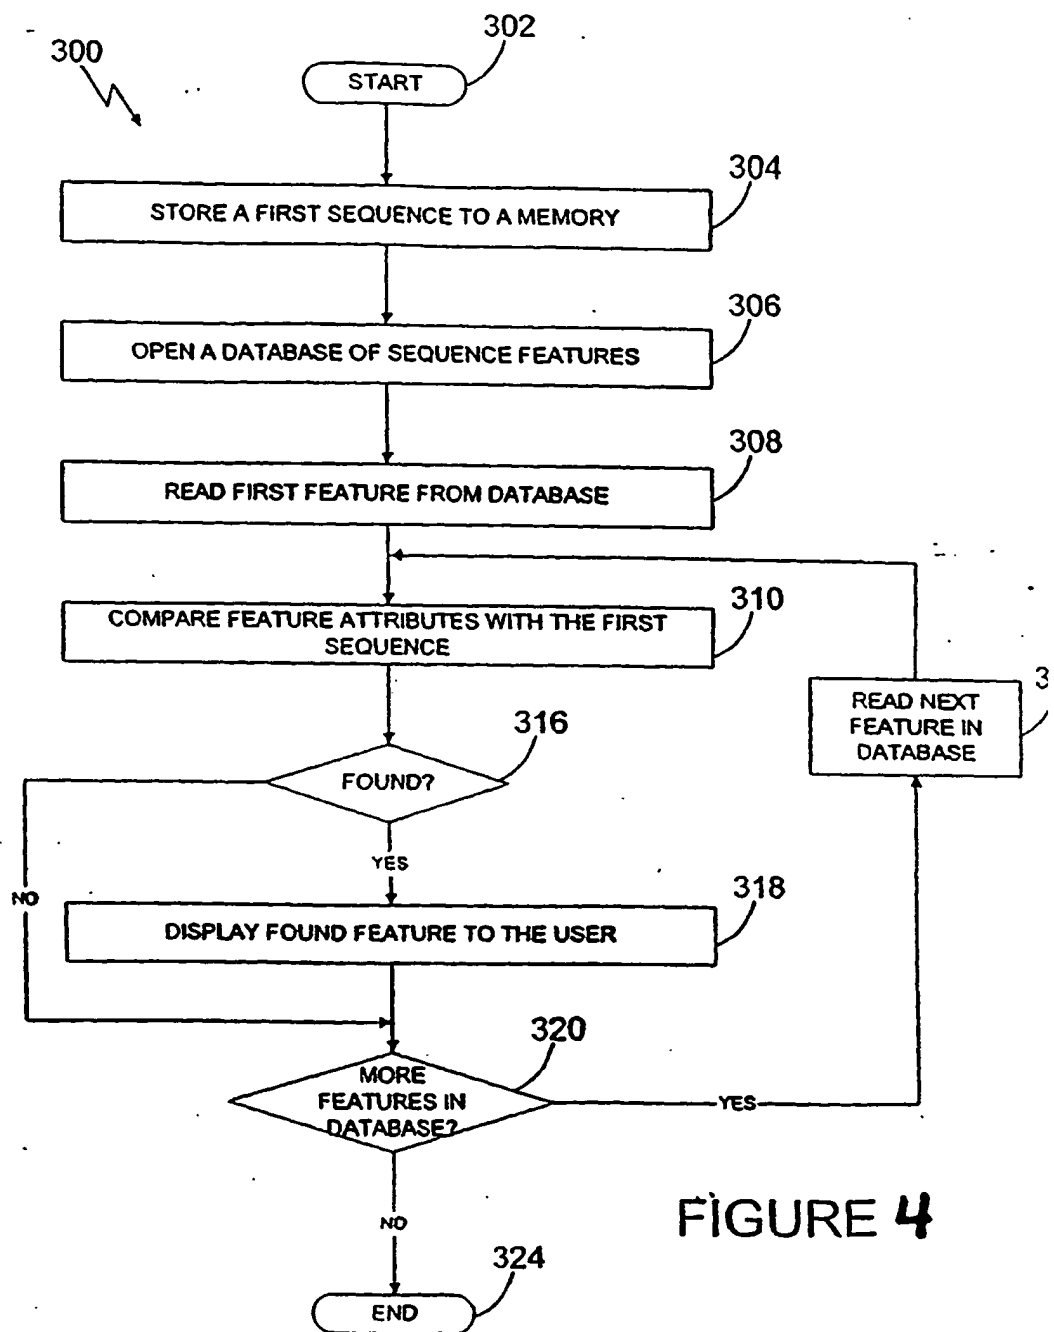 302
300
START
304
STORE A FIRST SEQUENCE TO A MEMORY
306
OPEN A DATABASE OF SEQUENCE FEATURES
308
READ FIRST FEATURE FROM DATABASE
310
COMPARE FEATURE ATTRIBUTES WITH THE FIRST
SEQUENCE
3
READ NEXT
FEATURE IN
DATABASE
316
FOUND?
YES
NO
318
DISPLAY FOUND FEATURE TO THE USER
320
MORE
FEATURES IN
DATABASE?
YES
NO
FIGURE 4
324
END